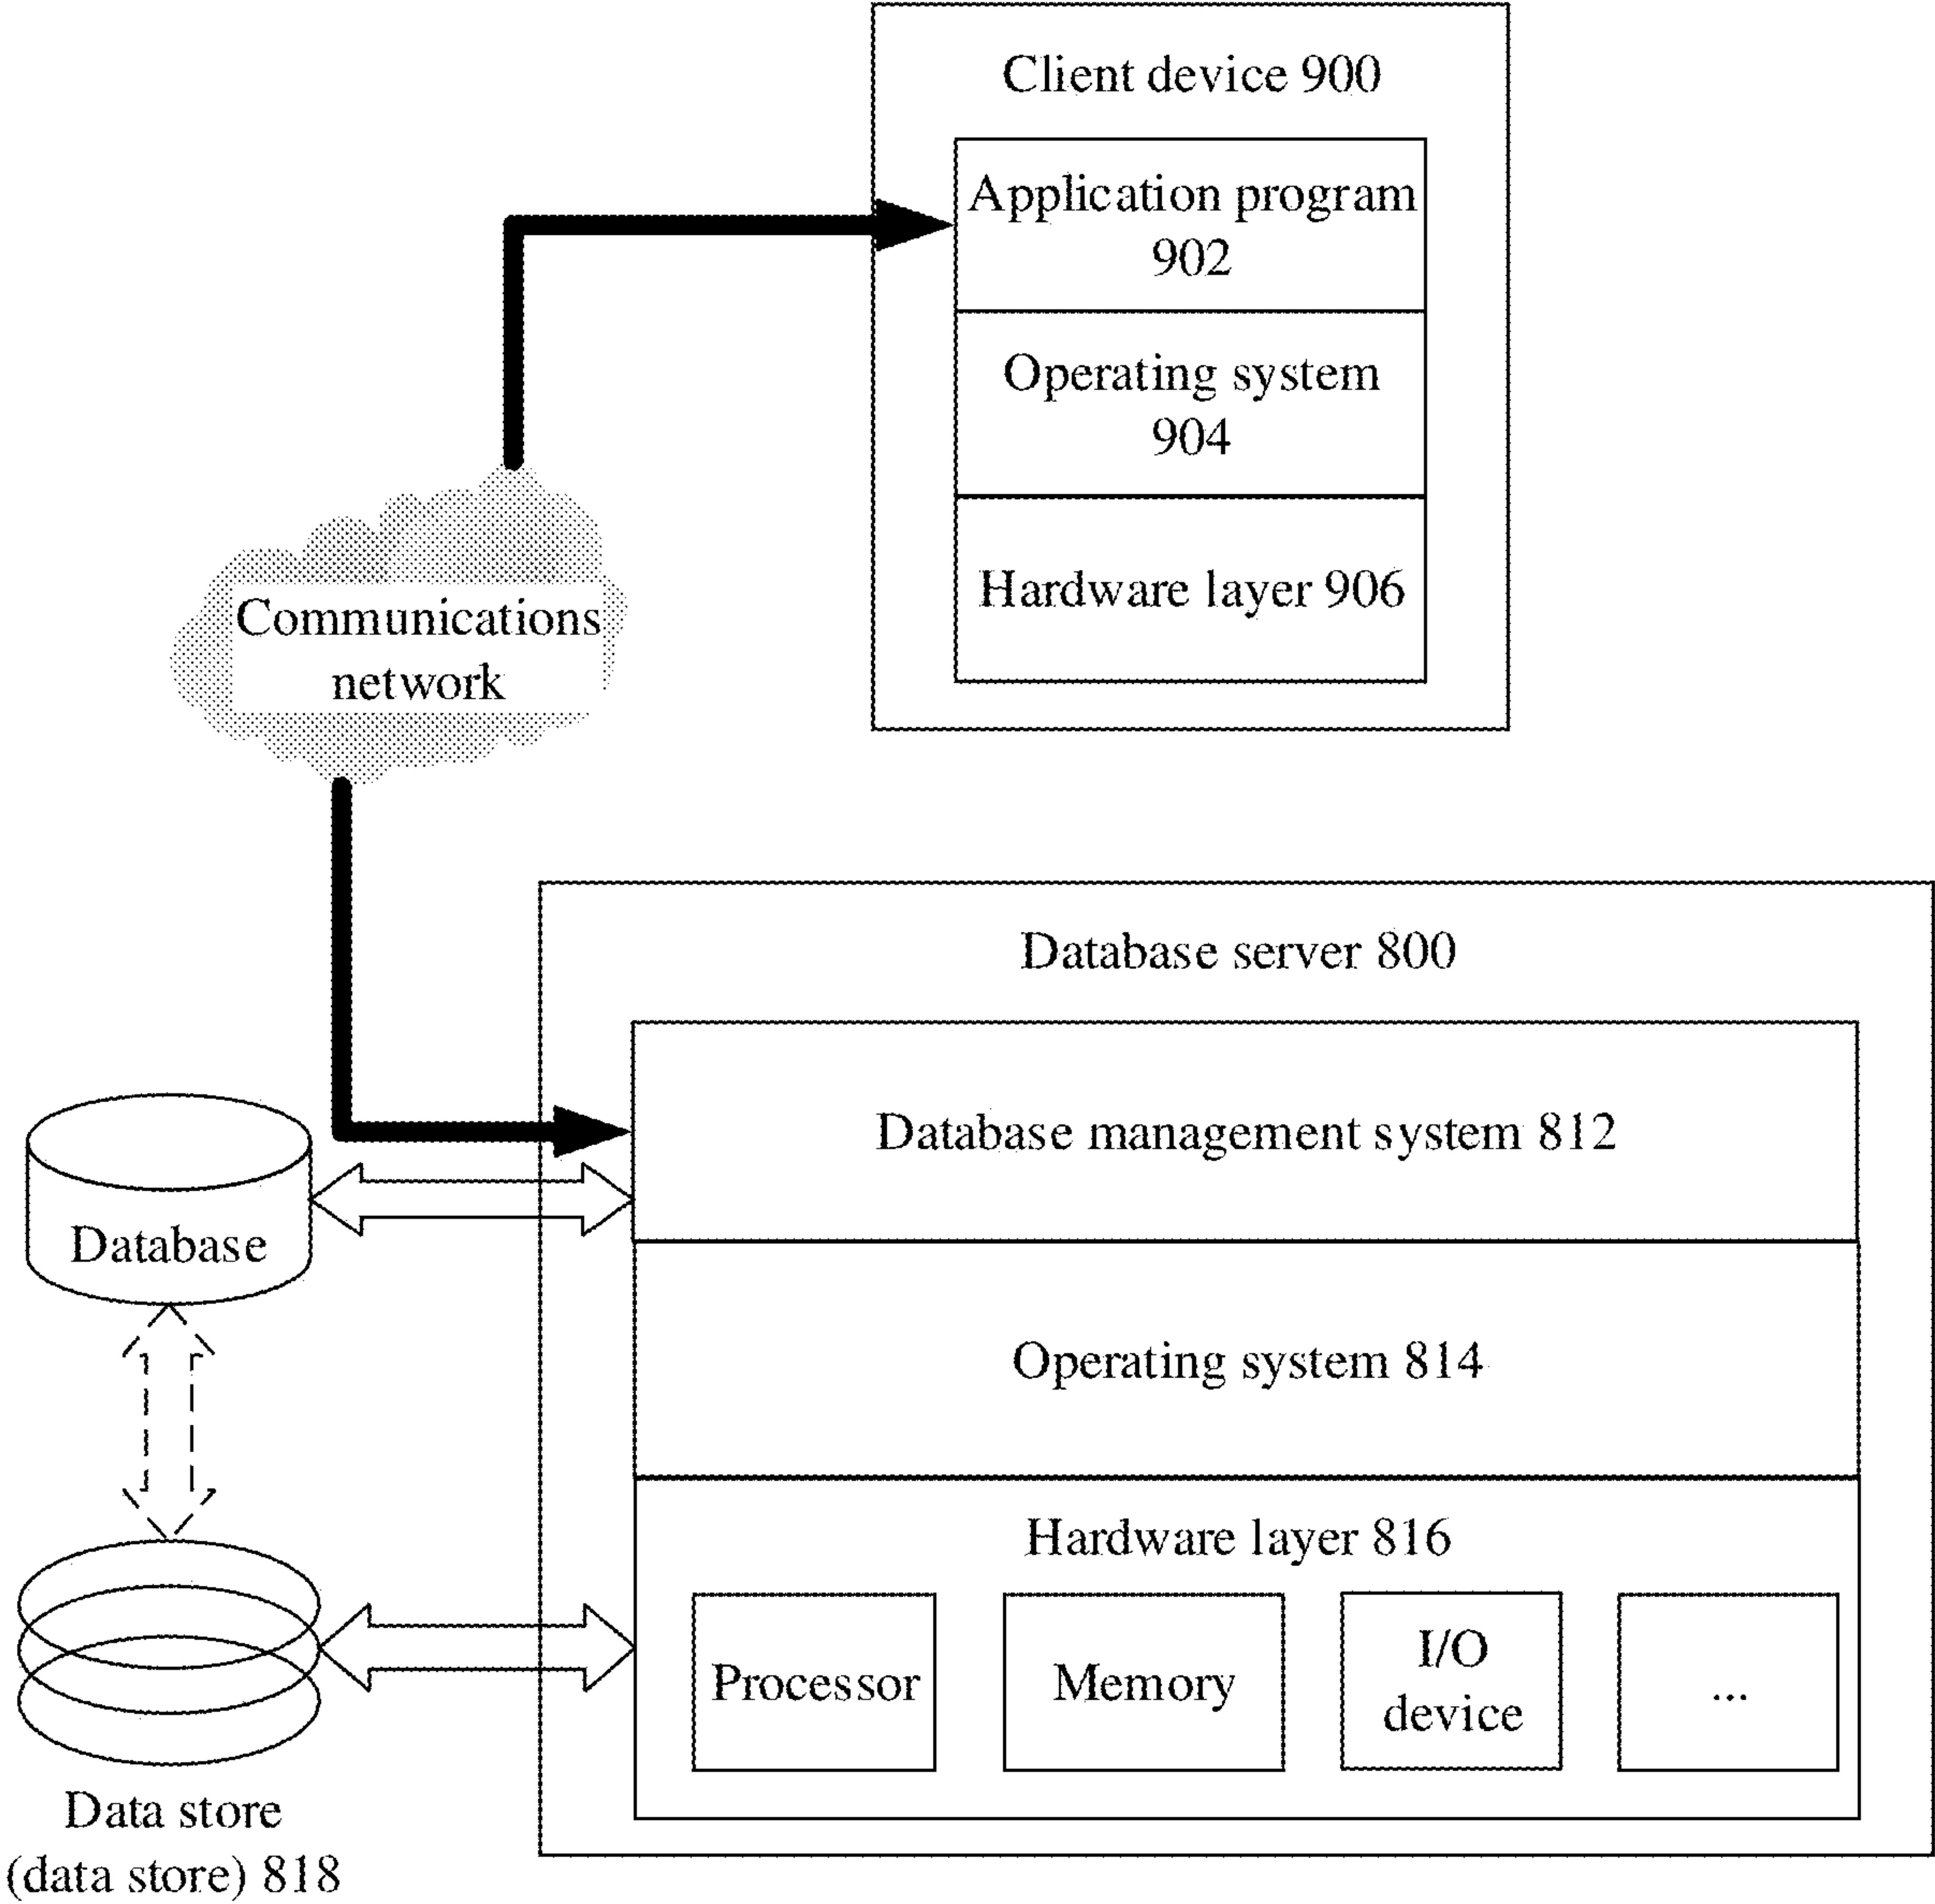 Client device 900
Application program
902
Operating system
904
Hardware layer 906
Communications
network
Database server 800
Database management system 812
Database
Operating system 814
Hardware layer 816
Processor
Memory
I/O
device
...
Data store
(data store) 818